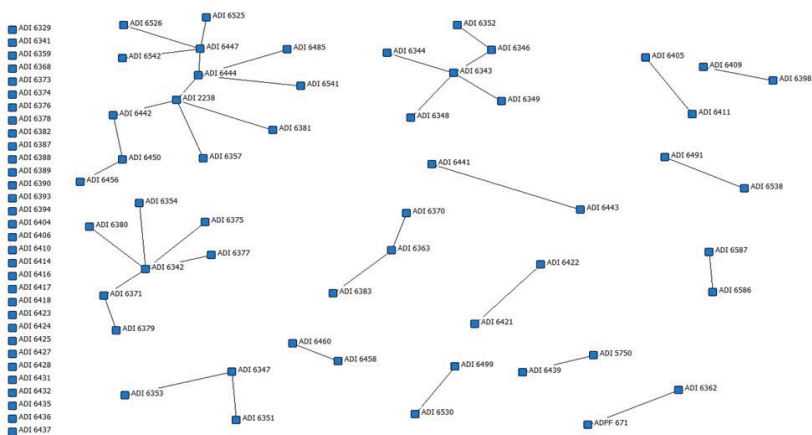 ADI 6329
ADI 6341
ADI 6359
ADI 6368
ADI 6373
ADI 6374
ADI 6376
ADI 6378
ADI 6382
ADI 6387
ADI 6388
ADI 6389
ADI 6390
ADI 6393
ADI 6394
ADI 6404
ADI 6406
ADI 6410
ADI 6414
ADI 6416
ADI 6417
ADI 6418
ADI 6423
ADI 6424
ADI 6425
ADI 6427
ADI 6428
ADI 6431
ADI 6432
ADI 6435
ADI 6436
ADI 6437
ADI 6526
ADI 6525
ADI 6447
ADI 6542
ADI 6485
ADI 6444
ADI 6541
ADI 2238
ADI 6442
ADI 6381
ADI 6450
ADI 6357
ADI 6456
ADI 6354
ADI 6380
ADI 6375
ADI 6377
ADI 6342
ADI 6371
ADI 6379
ADI 6347
ADI 6353
ADI 6351
ADI 6352
ADI 6344
ADI 6346
ADI 6343
ADI 6349
ADI 6348
ADI 6441
ADI 6443
ADI 6370
ADI 6363
ADI 6383
ADI 6422
ADI 6421
ADI 6460
ADI 6458
ADI 6499
ADI 6530
ADI 6405
ADI 6409
ADI 6398
ADI 6411
ADI 6491
ADI 6538
ADI 6587
ADI 6586
ADI 5750
ADI 6439
ADI 6362
ADPF 671